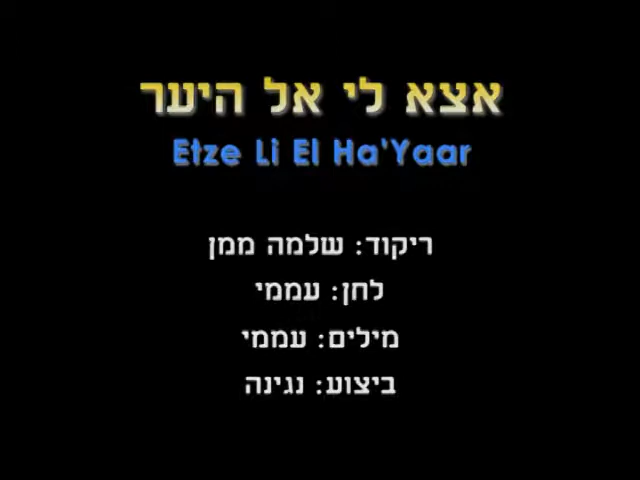 אצא לי אל היער
Etze Li El Ha'Yaar
ריקוד: שלמה ממן
לחן: עממי
מילים: עממי
ביצוע: נגינה